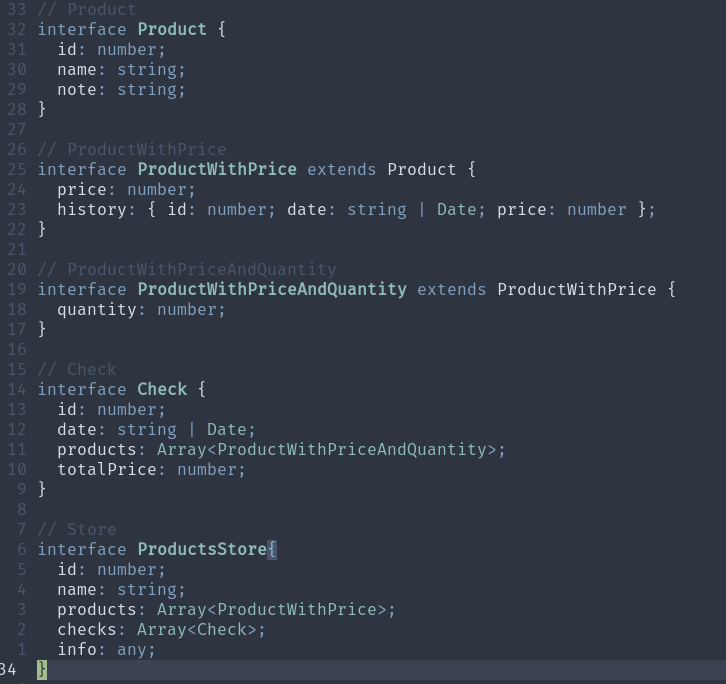 33 // Product
32 interface Product {
31   id: number;
30   name: string;
29   note: string;
28 }
27
26 // ProductWithPrice
25 interface ProductWithPrice extends Product {
24   price: number;
23   history: { id: number; date: string | Date; price: number };
22 }
21
20 // ProductWithPriceAndQuantity
19 interface ProductWithPriceAndQuantity extends ProductWithPrice {
18   quantity: number;
17 }
16
15 // Check
14 interface Check {
13   id: number;
12   date: string | Date;
11   products: Array<ProductWithPriceAndQuantity>;
10   totalPrice: number;
9 }
8
7 // Store
6 interface ProductsStore{
5   id: number;
4   name: string;
3   products: Array<ProductWithPrice>;
2   checks: Array<Check>;
1   info: any;
34 }